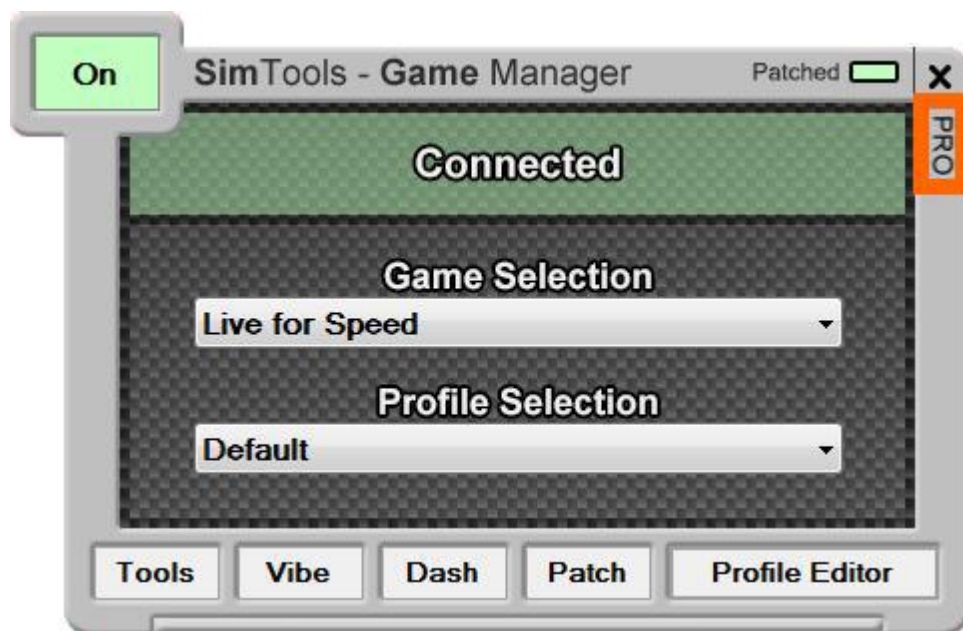 On
SimTools - Game Manager
Patched
X
PRO
Connected
Game Selection
Live for Speed
Profile Selection
Default
Tools
Vibe
Dash
Patch
Profile Editor